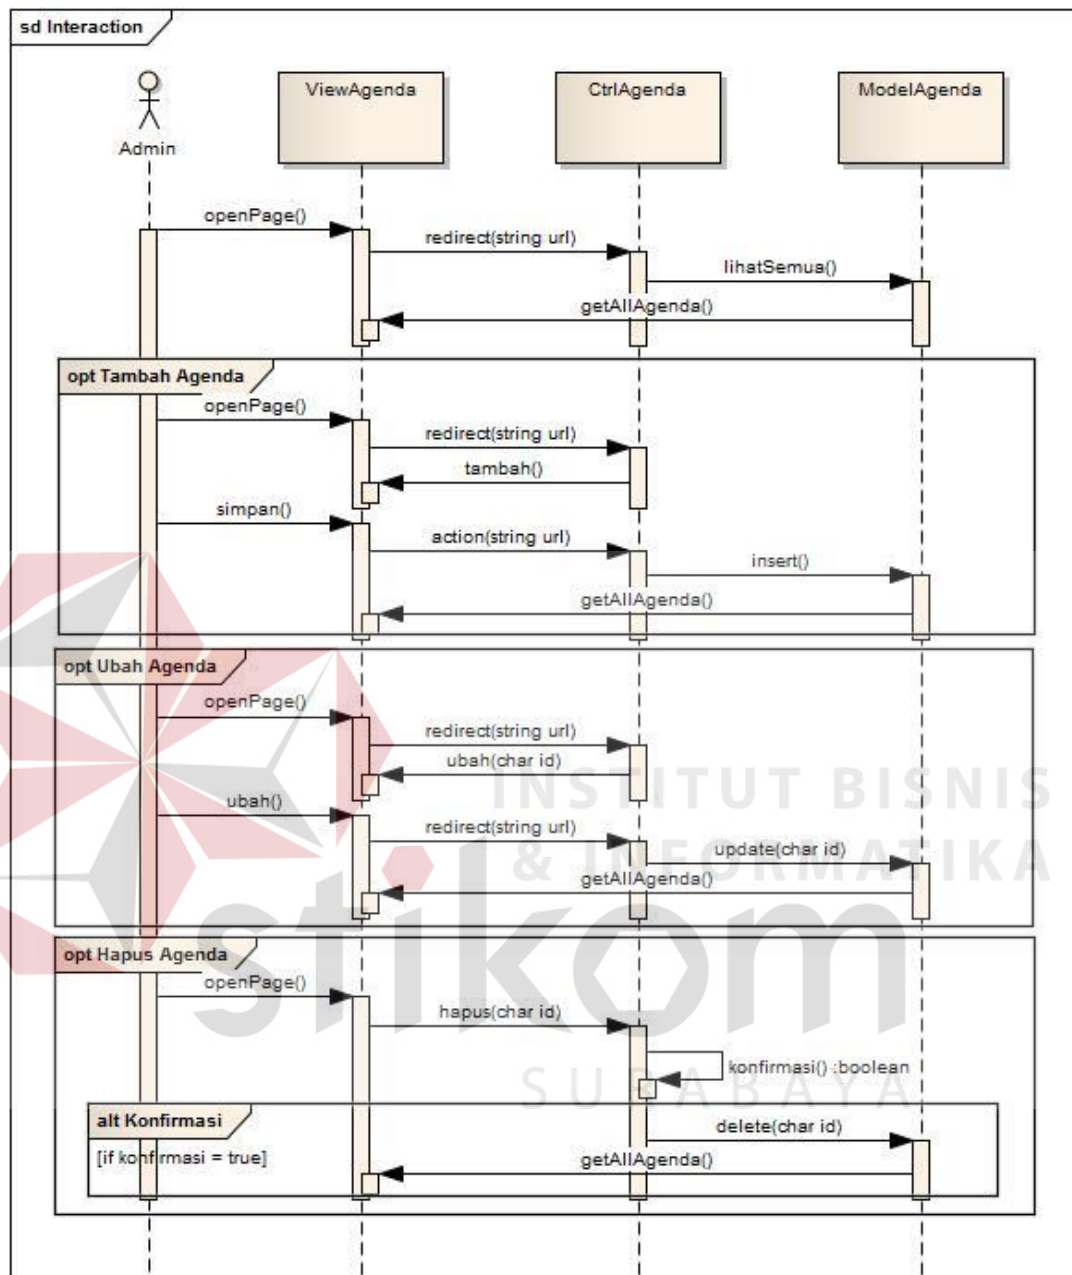 sd Interaction
Admin
ViewAgenda
CtrlAgenda
ModelAgenda
openPage()
redirect(string url)
lihatSemua()
getAllAgenda()
opt Tambah Agenda
openPage()
redirect(string url)
tambah()
simpan()
action(string url)
insert()
getAllAgenda()
opt Ubah Agenda
openPage()
redirect(string url)
ubah(char id)
ubah()
redirect(string url)
update(char id)
getAllAgenda()
opt Hapus Agenda
openPage()
hapus(char id)
konfirmasi() :boolean
alt Konfirmasi
[if konfirmasi = true]
delete(char id)
getAllAgenda()
INSTITUT BISNIS
& INFORMATIKA
stikom
SURABAYA